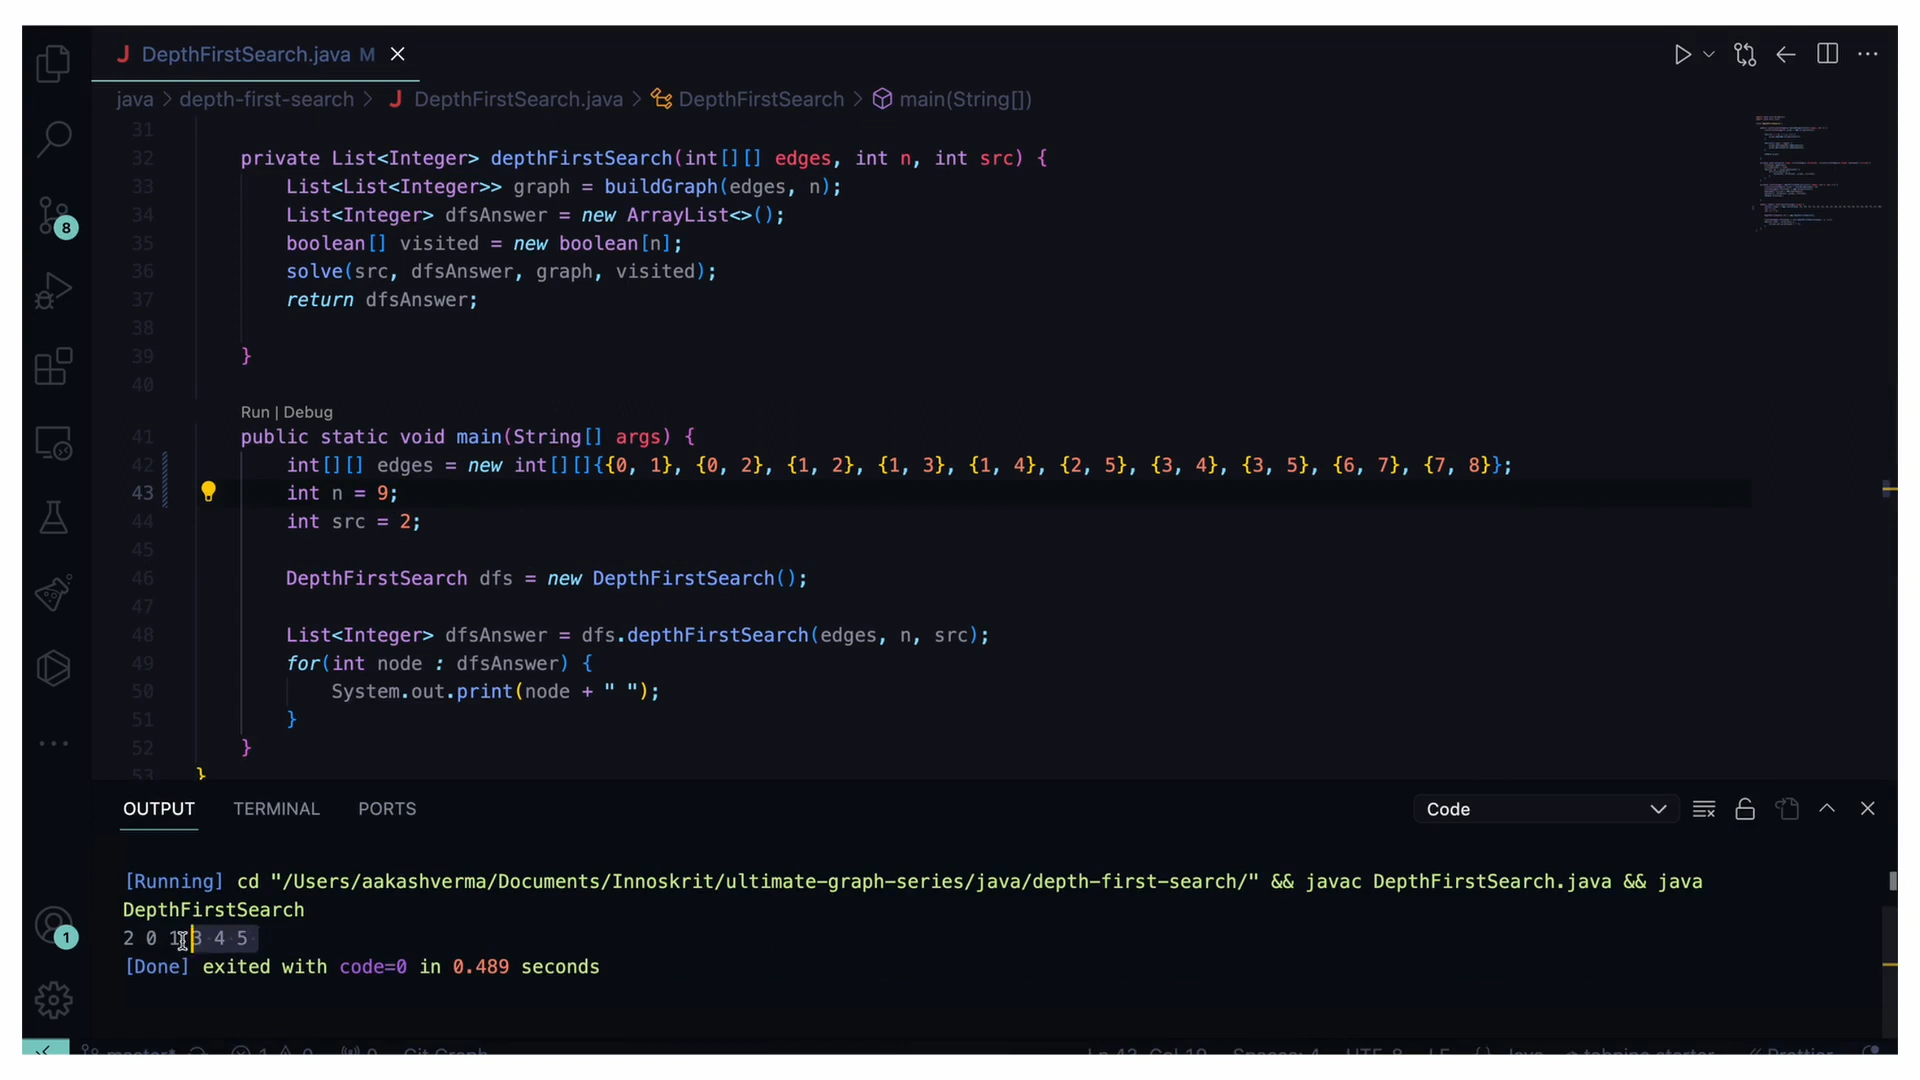 DepthFirstSearch.java M
java > depth-first-search > DepthFirstSearch.java > DepthFirstSearch > main(String[])
31
32 private List<Integer> depthFirstSearch(int[][] edges, int n, int src) {
33 List<List<Integer>> graph = buildGraph(edges, n);
34 List<Integer> dfsAnswer = new ArrayList<>();
35 boolean[] visited = new boolean[n];
36 solve(src, dfsAnswer, graph, visited);
37 return dfsAnswer;
38
39 }
40
Run | Debug
41 public static void main(String[] args) {
42 int[][] edges = new int[][]{{0, 1}, {0, 2}, {1, 2}, {1, 3}, {1, 4}, {2, 5}, {3, 4}, {3, 5}, {6, 7}, {7, 8}};
43 int n = 9;
44 int src = 2;
45
46 DepthFirstSearch dfs = new DepthFirstSearch();
47
48 List<Integer> dfsAnswer = dfs.depthFirstSearch(edges, n, src);
49 for(int node : dfsAnswer) {
50 System.out.print(node + " ");
51 }
52 }
53 }
8
1
OUTPUT TERMINAL PORTS Code
[Running] cd "/Users/aakashverma/Documents/Innoskrit/ultimate-graph-series/java/depth-first-search/" && javac DepthFirstSearch.java && java
DepthFirstSearch
2 0 1 3 4 5
[Done] exited with code=0 in 0.489 seconds